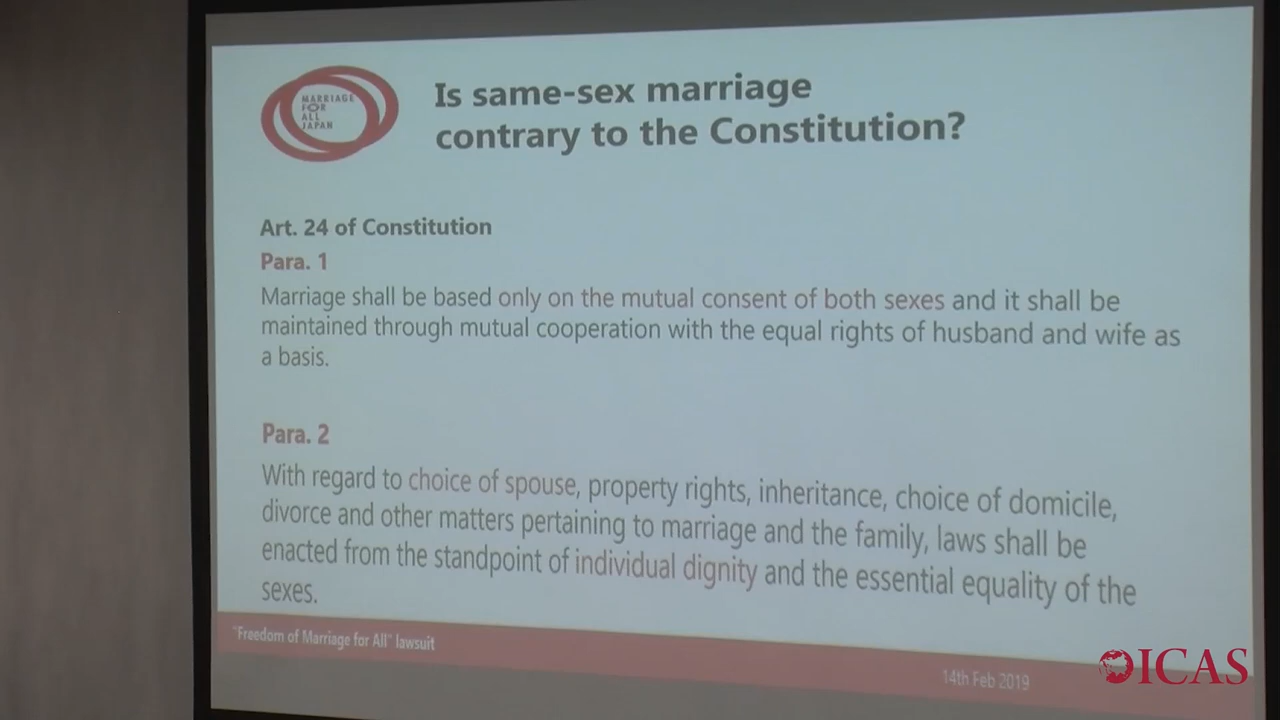 MARRIAGE
FOR
ALL
JAPAN
Is same-sex marriage
contrary to the Constitution?
Art. 24 of Constitution
Para. 1
Marriage shall be based only on the mutual consent of both sexes and it shall be
maintained through mutual cooperation with the equal rights of husband and wife as
a basis.
Para. 2
With regard to choice of spouse, property rights, inheritance, choice of domicile,
divorce and other matters pertaining to marriage and the family, laws shall be
enacted from the standpoint of individual dignity and the essential equality of the
sexes.
"Freedom of Marriage for All" lawsuit
14th Feb 2019
ICAS